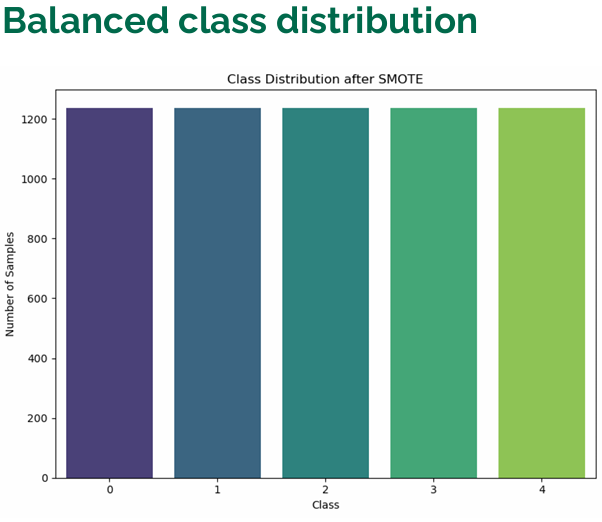 Balanced class distribution
Class Distribution after SMOTE
1200
1000
800
600
400
200
0
Number of Samples
0 1 2 3 4
Class